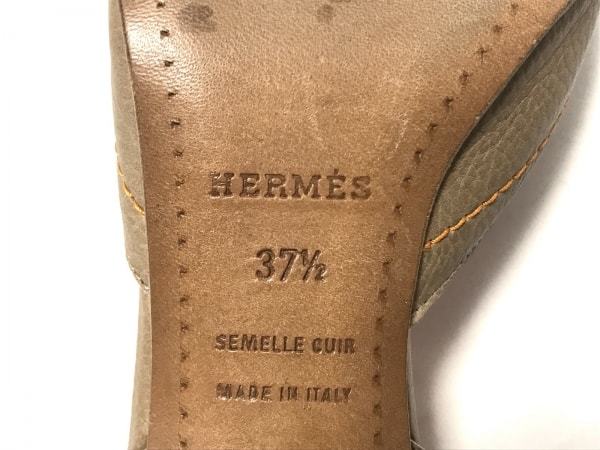 HERMÈS
37½
SEMELLE CUIR
MADE IN ITALY